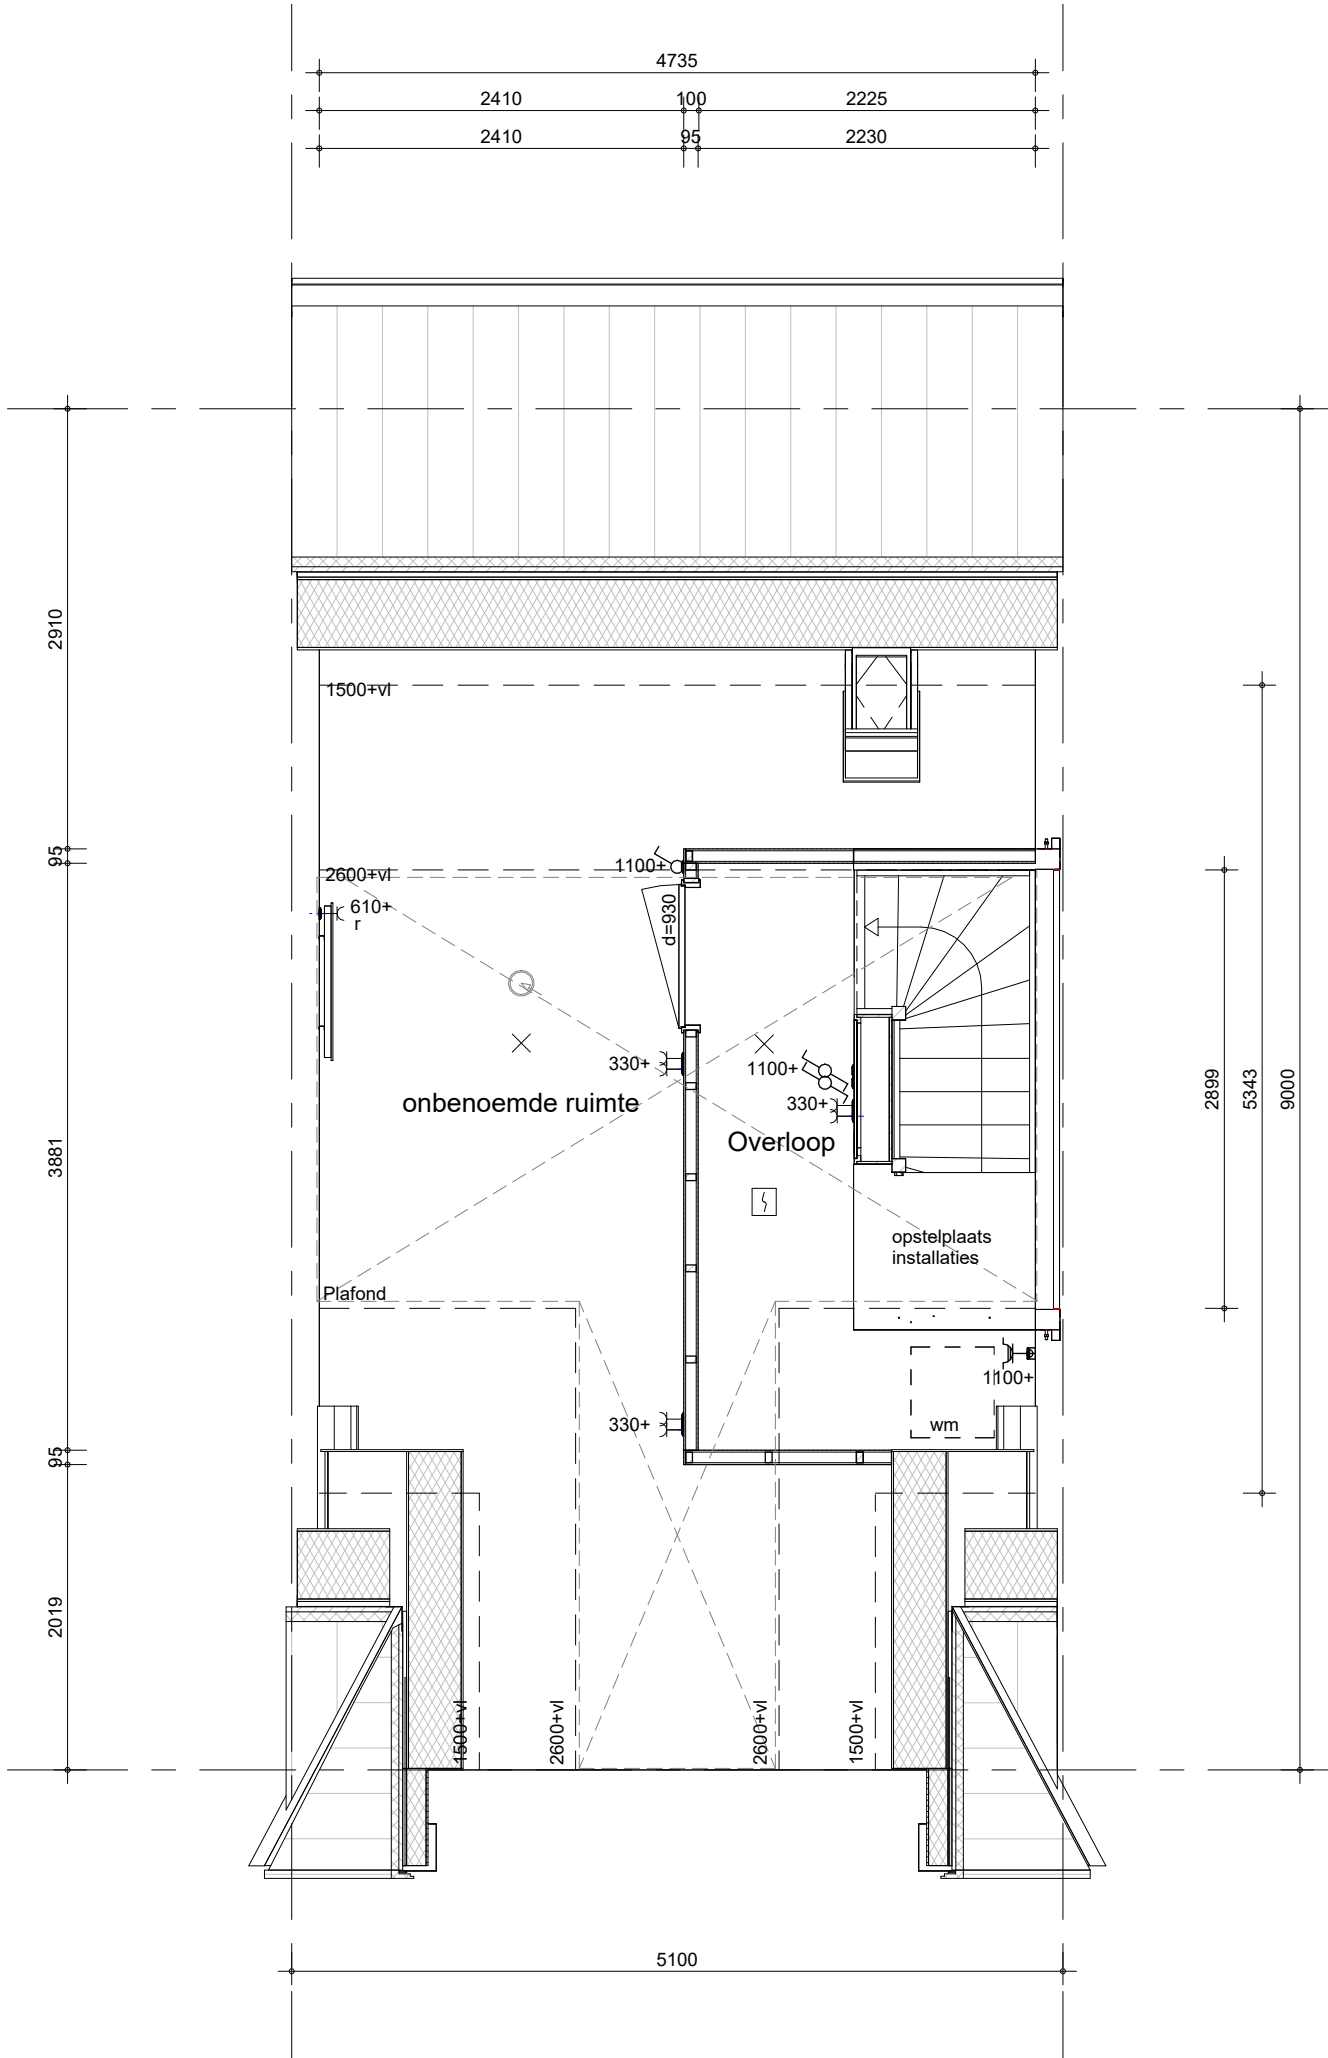 4735
2410
100
2225
2410
95
2230
2910
1500+vl
95
1100+
2600+vl
610+
r
d=930
330+
1100+
330+
onbenoemde ruimte
Overloop
2899
5343
9000
3881
opstelplaats
installaties
Plafond
1100+
330+
wm
95
2019
1500+vl
2600+vl
2600+vl
1500+vl
5100